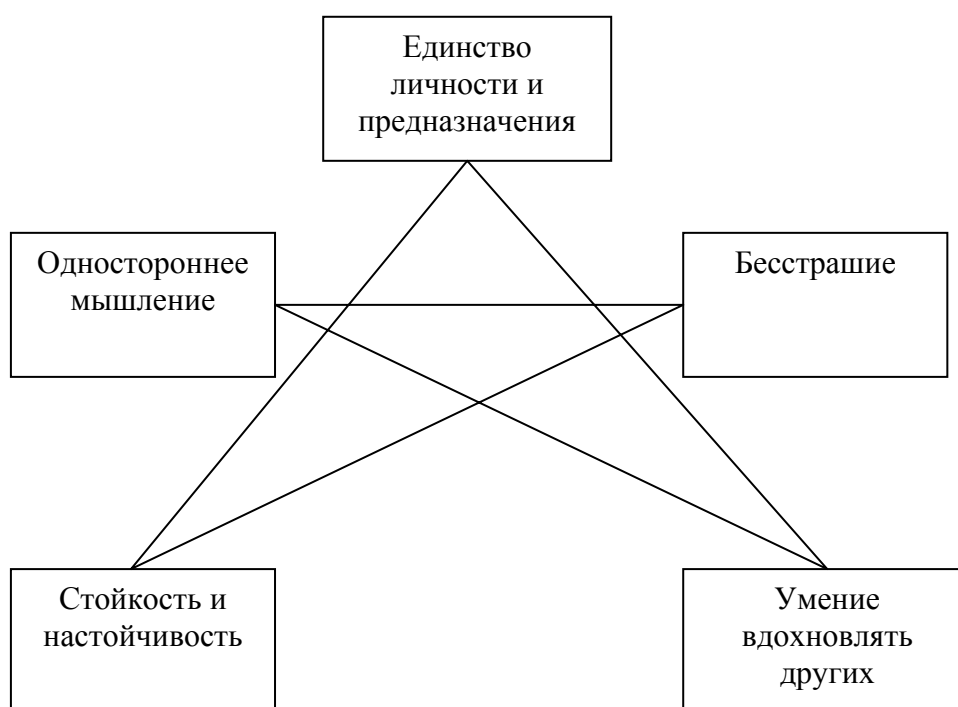 Единство
личности и
предназначения
Одностороннее
мышление
Бесстрашие
Стойкость и
настойчивость
Умение
вдохновлять
других